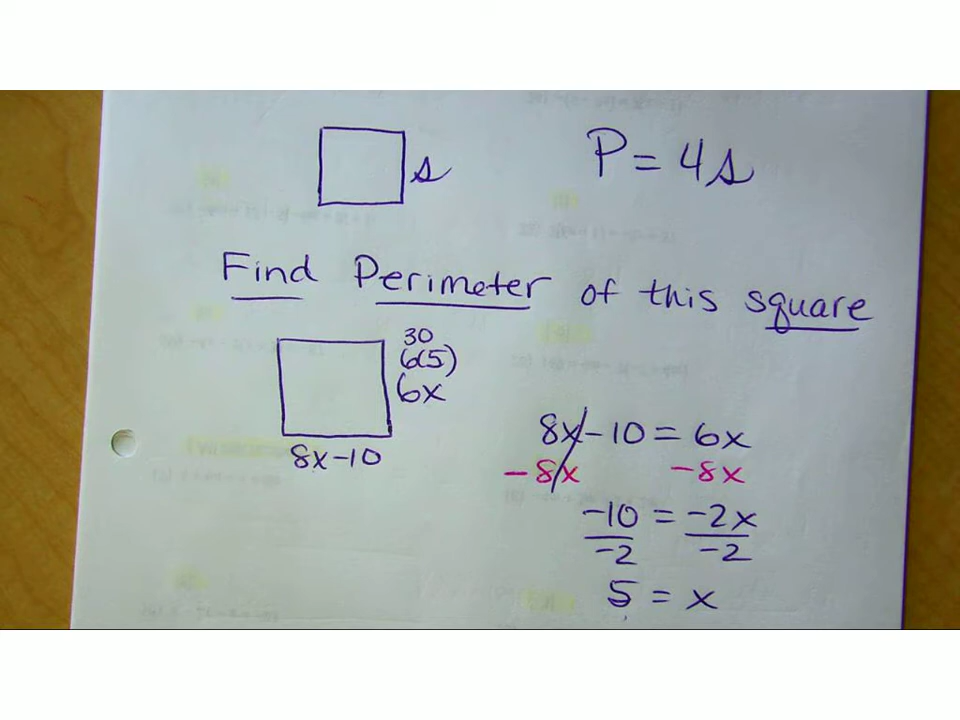 s
P = 4s
Find Perimeter of this square
30
6(5)
6x
8x-10
8x-10 = 6x
-8x -8x
-10 = -2x
-2 -2
5 = x